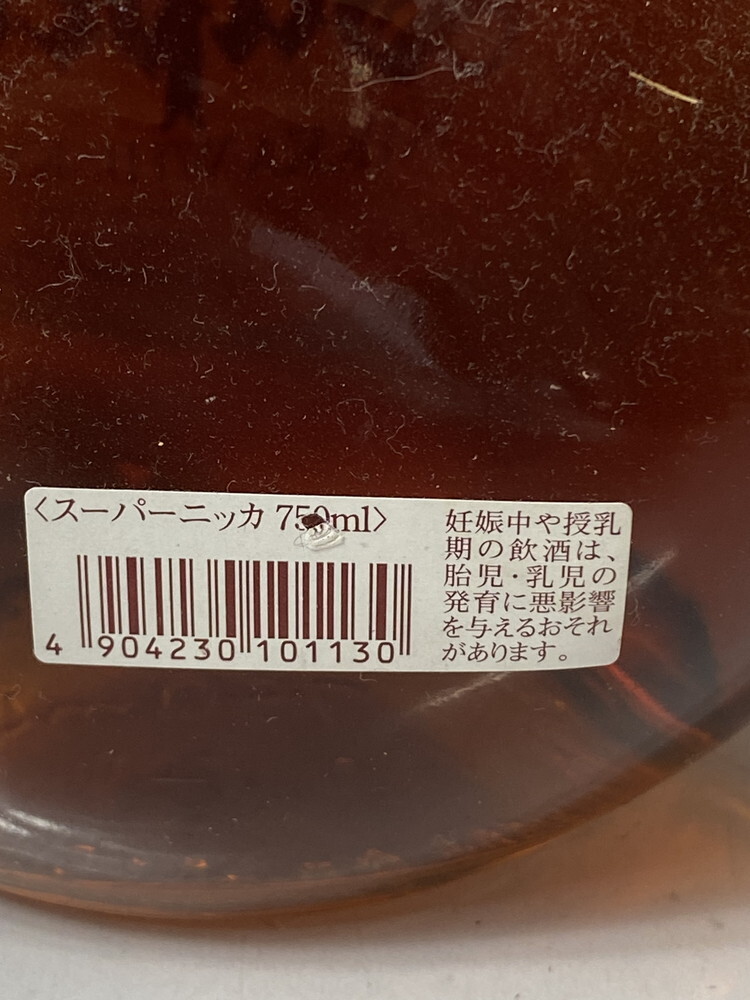 〈スーパーニッカ 750ml〉
4 904230 101130
妊娠中や授乳
期の飲酒は、
胎児・乳児の
発育に悪影響
を与えるおそれ
があります。